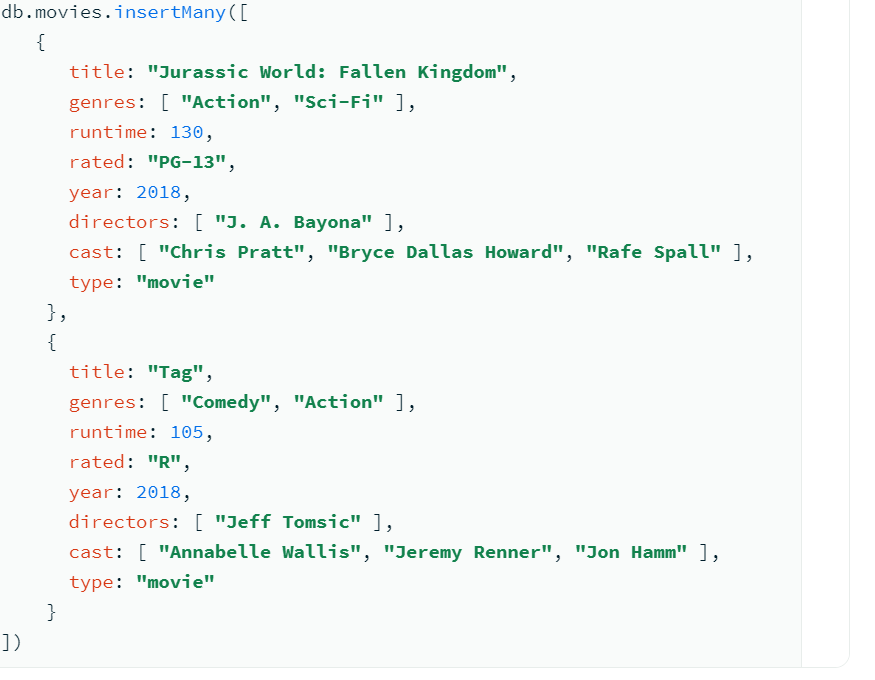 db.movies.insertMany([
{
title: "Jurassic World: Fallen Kingdom",
genres: [ "Action", "Sci-Fi" ],
runtime: 130,
rated: "PG-13",
year: 2018,
directors: [ "J. A. Bayona" ],
cast: [ "Chris Pratt", "Bryce Dallas Howard", "Rafe Spall" ],
type: "movie"
},
{
title: "Tag",
genres: [ "Comedy", "Action" ],
runtime: 105,
rated: "R",
year: 2018,
directors: [ "Jeff Tomsic" ],
cast: [ "Annabelle Wallis", "Jeremy Renner", "Jon Hamm" ],
type: "movie"
}
])